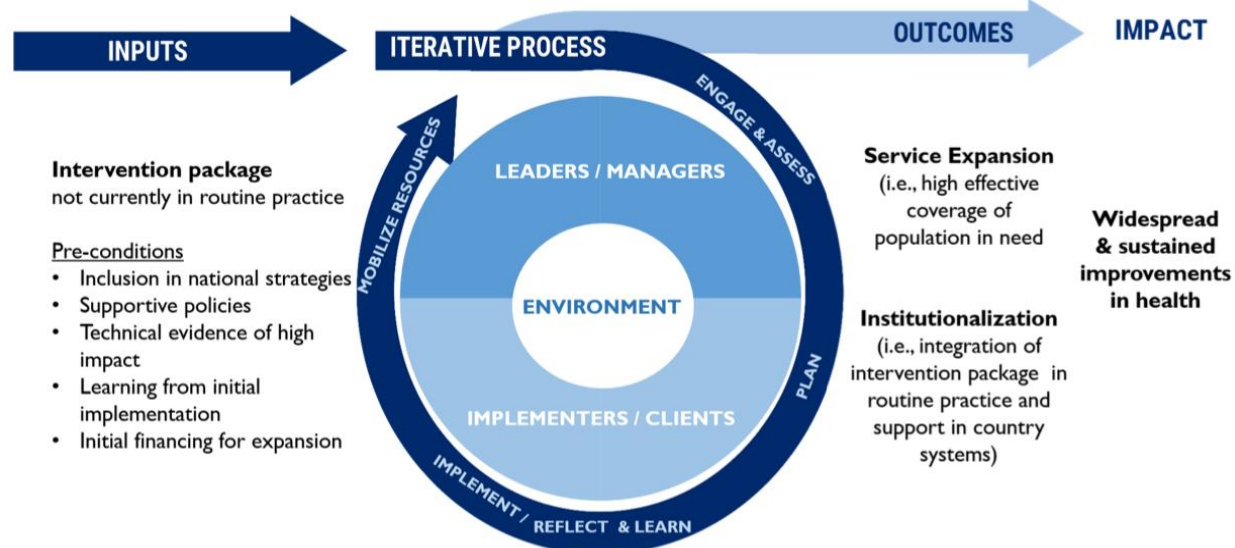 INPUTS
ITERATIVE PROCESS
OUTCOMES
IMPACT
Intervention package
not currently in routine practice
Pre-conditions
• Inclusion in national strategies
• Supportive policies
• Technical evidence of high
impact
• Learning from initial
implementation
• Initial financing for expansion
ENGAGE & ASSESS
PLAN
IMPLEMENT /
REFLECT & LEARN
MOBILIZE RESOURCES
LEADERS / MANAGERS
ENVIRONMENT
IMPLEMENTERS / CLIENTS
Service Expansion
(i.e., high effective
coverage of
population in need
Institutionalization
(i.e., integration of
intervention package in
routine practice and
support in country
systems)
Widespread
& sustained
improvements
in health